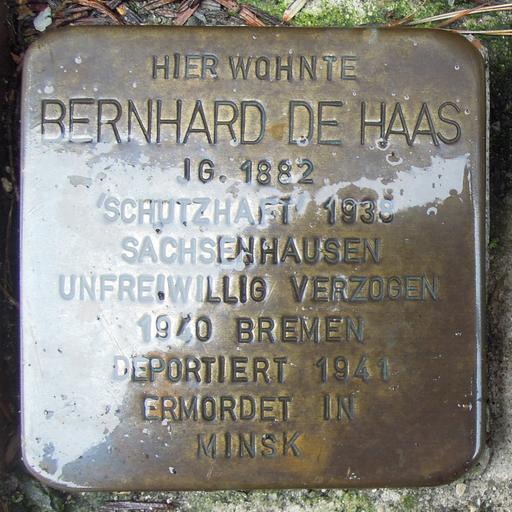 HIER WOHNTE
BERNHARD DE HAAS
JG. 1882
'SCHUTZHAFT' 1938
SACHSENHAUSEN
UNFREIWILLIG VERZOGEN
1940 BREMEN
DEPORTIERT 1941
ERMORDET IN
MINSK